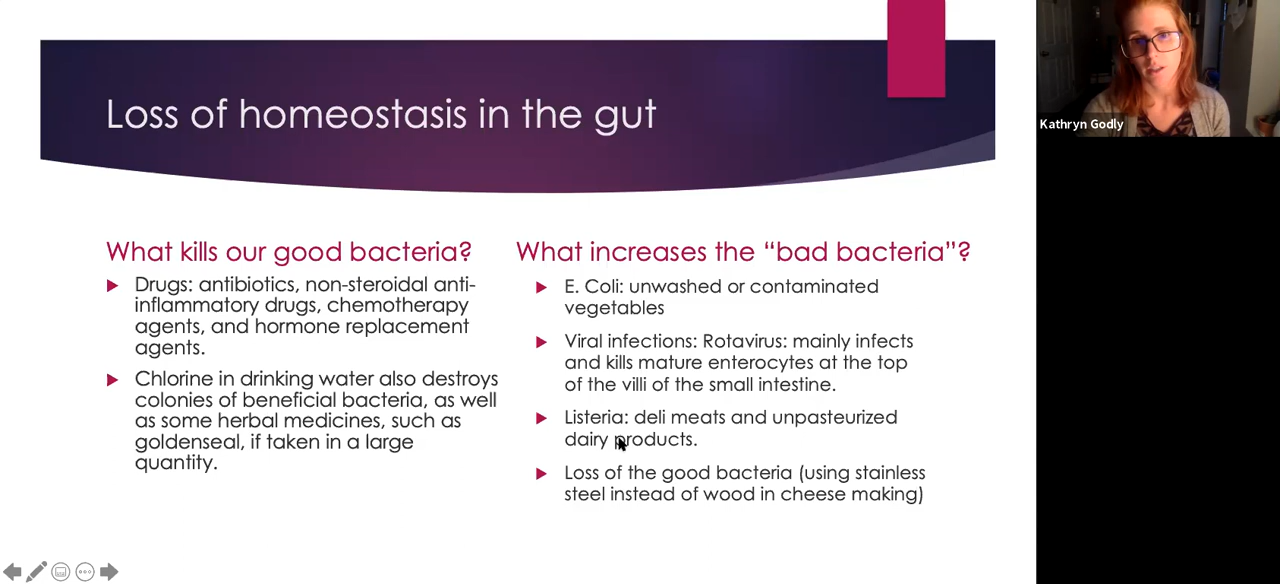 Loss of homeostasis in the gut
Kathryn Godly
What kills our good bacteria?
Drugs: antibiotics, non-steroidal anti-
inflammatory drugs, chemotherapy
agents, and hormone replacement
agents.
Chlorine in drinking water also destroys
colonies of beneficial bacteria, as well
as some herbal medicines, such as
goldenseal, if taken in a large
quantity.
What increases the “bad bacteria”?
E. Coli: unwashed or contaminated
vegetables
Viral infections: Rotavirus: mainly infects
and kills mature enterocytes at the top
of the villi of the small intestine.
Listeria: deli meats and unpasteurized
dairy products.
Loss of the good bacteria (using stainless
steel instead of wood in cheese making)